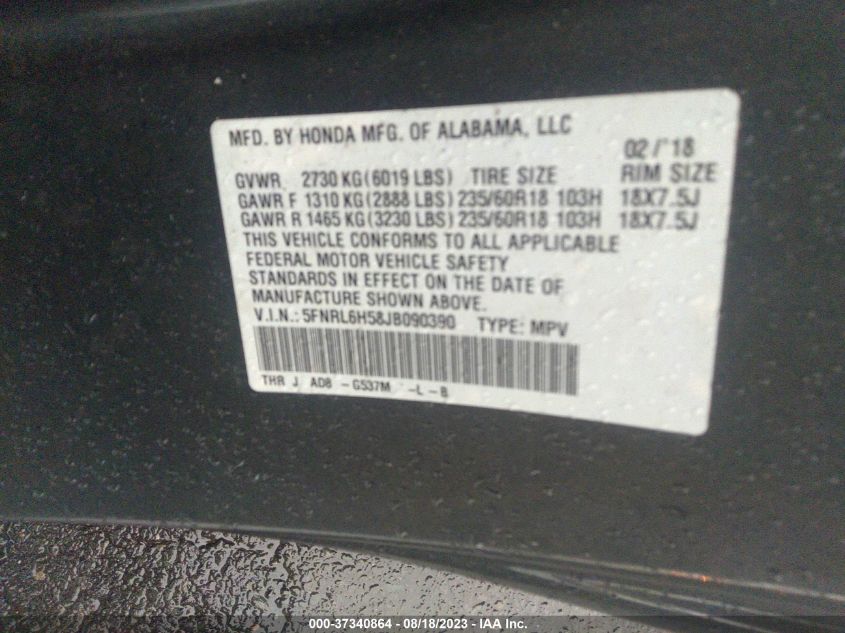 MFD. BY HONDA MFG. OF ALABAMA, LLC
02/'18
GVWR 2730 KG(6019 LBS) TIRE SIZE RIM SIZE
GAWR F 1310 KG(2888 LBS) 235/60R18 103H 18X7.5J
GAWR R 1465 KG(3230 LBS) 235/60R18 103H 18X7.5J
THIS VEHICLE CONFORMS TO ALL APPLICABLE
FEDERAL MOTOR VEHICLE SAFETY
STANDARDS IN EFFECT ON THE DATE OF
MANUFACTURE SHOWN ABOVE.
V.I.N.: 5FNRL6H58JB090390 TYPE: MPV
THR J AD8 -G537M -L-B
000-37340864 - 08/18/2023 - IAA Inc.